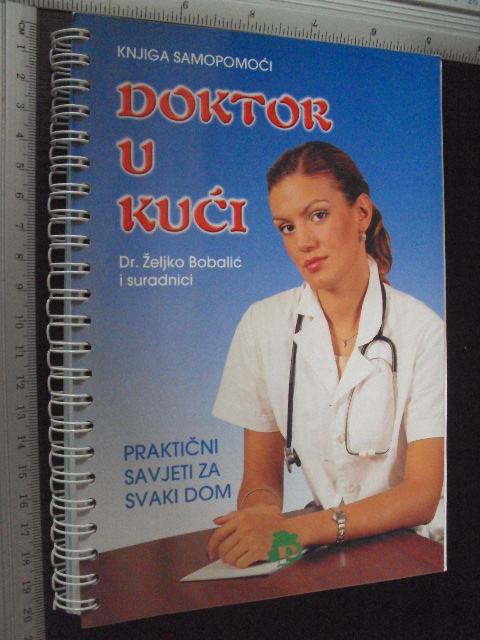 KNJIGA SAMOPOMOĆI
DOKTOR
U
KUĆI
Dr. Željko Bobalić
i suradnici
PRAKTIČNI
SAVJETI ZA
SVAKI DOM